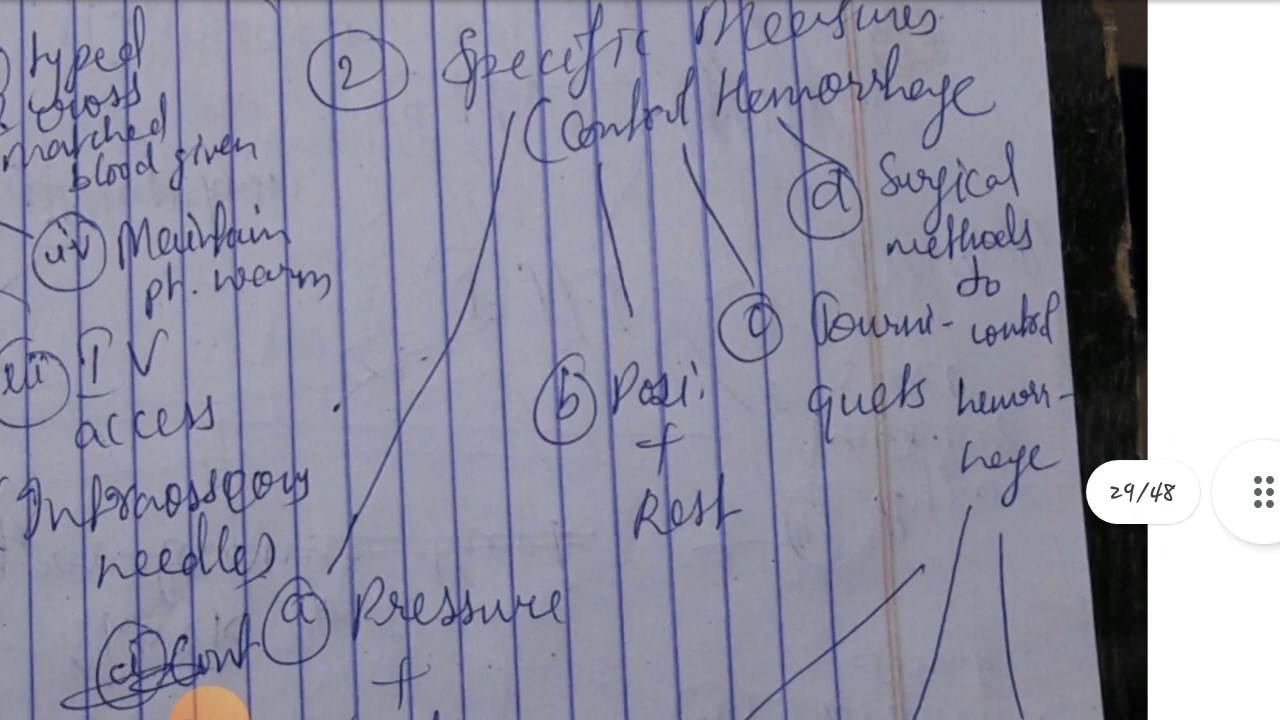 typed
& cross
matched
blood given
iv Maintain
pt. warm
iii IV
access
Intraosseous
needles
2 Specific Measures
(Control Hemorrhage
a Pressure
+
b Posi:
+
Rest
c Tourni-
quets
d Surgical
methods
to
control
hemorr-
hage
29/48